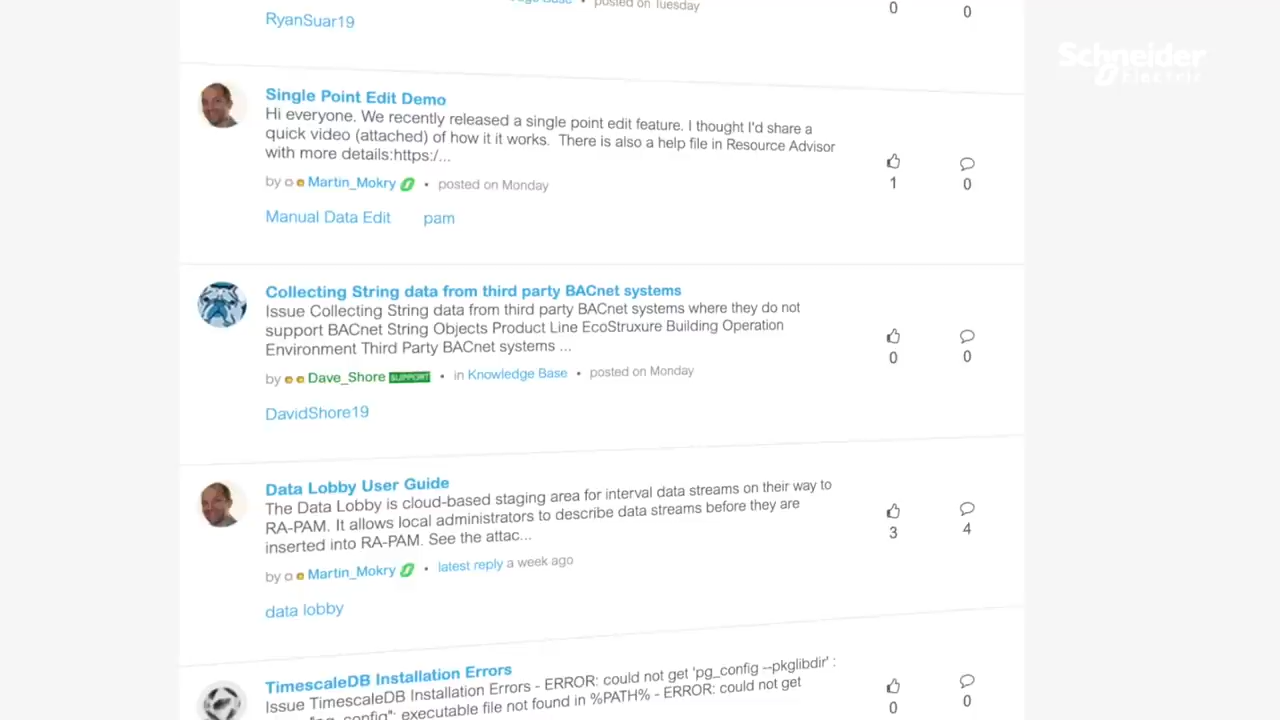 posted on Tuesday
RyanSuar19
0
0
Schneider
Electric
Single Point Edit Demo
Hi everyone. We recently released a single point edit feature. I thought I'd share a
quick video (attached) of how it it works. There is also a help file in Resource Advisor
with more details:https:/...
by Martin_Mokry • posted on Monday
Manual Data Edit pam
1
0
Collecting String data from third party BACnet systems
Issue Collecting String data from third party BACnet systems where they do not
support BACnet String Objects Product Line EcoStruxure Building Operation
Environment Third Party BACnet systems ...
by Dave_Shore SUPPORT • in Knowledge Base • posted on Monday
DavidShore19
0
0
Data Lobby User Guide
The Data Lobby is cloud-based staging area for interval data streams on their way to
RA-PAM. It allows local administrators to describe data streams before they are
inserted into RA-PAM. See the attac...
by Martin_Mokry • latest reply a week ago
data lobby
3
4
TimescaleDB Installation Errors
Issue TimescaleDB Installation Errors - ERROR: could not get 'pg_config --pkglibdir' :
"pg_config": executable file not found in %PATH% - ERROR: could not get
0
0